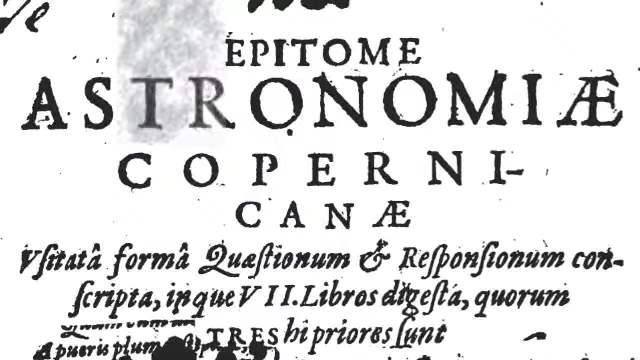 EPITOME
ASTRONOMIÆ
COPERNI-
CANÆ
Vſitatâ formâ Quæſtionum & Reſponſionum con-
ſcripta, inque VII. Libros digeſta, quorum
TRES hi priores ſunt